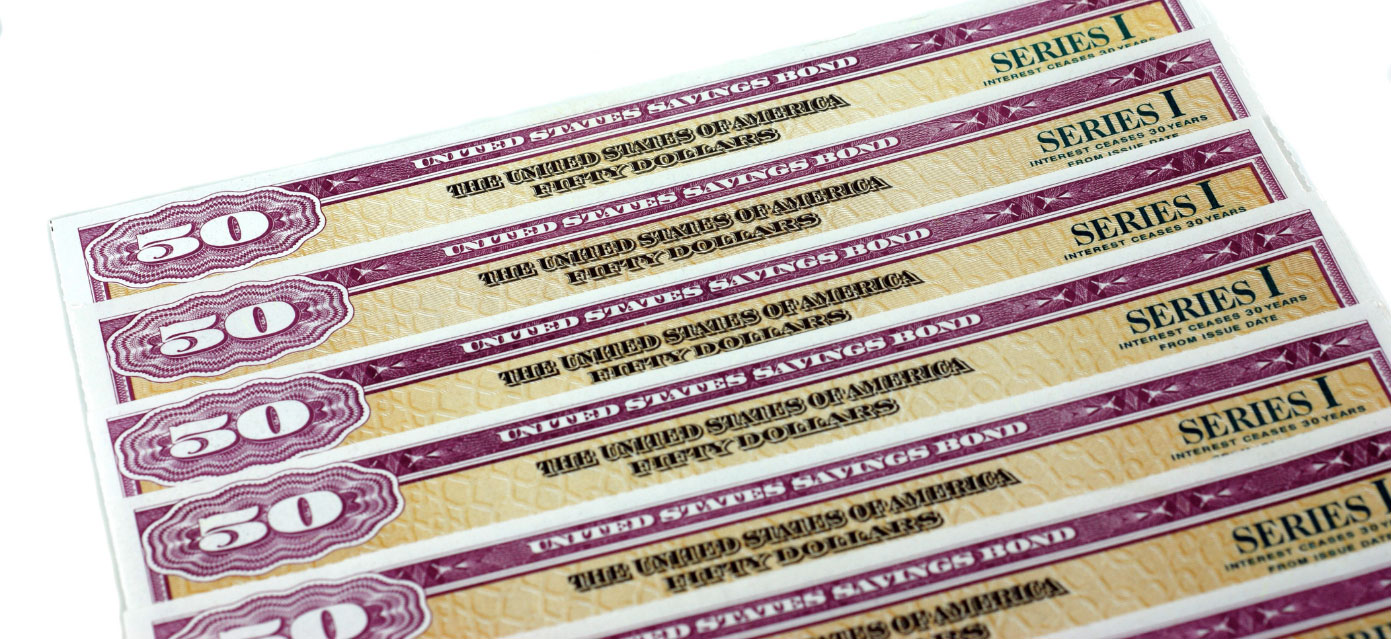 UNITED STATES SAVINGS BOND
SERIES I
INTEREST CEASES 30 YEARS
THE UNITED STATES OF AMERICA
FIFTY DOLLARS
50
UNITED STATES SAVINGS BOND
SERIES I
INTEREST CEASES 30 YEARS
FROM ISSUE DATE
THE UNITED STATES OF AMERICA
FIFTY DOLLARS
50
UNITED STATES SAVINGS BOND
SERIES I
INTEREST CEASES 30 YEARS
THE UNITED STATES OF AMERICA
FIFTY DOLLARS
50
UNITED STATES SAVINGS BOND
SERIES I
INTEREST CEASES 30 YEARS
FROM ISSUE DATE
THE UNITED STATES OF AMERICA
FIFTY DOLLARS
50
UNITED STATES SAVINGS BOND
SERIES I
INTEREST CEASES 30 YEARS
THE UNITED STATES OF AMERICA
FIFTY DOLLARS
50
UNITED STATES SAVINGS BOND
SERIES I
INTEREST CEASES 30 YEARS
FROM ISSUE DATE
THE UNITED STATES OF AMERICA